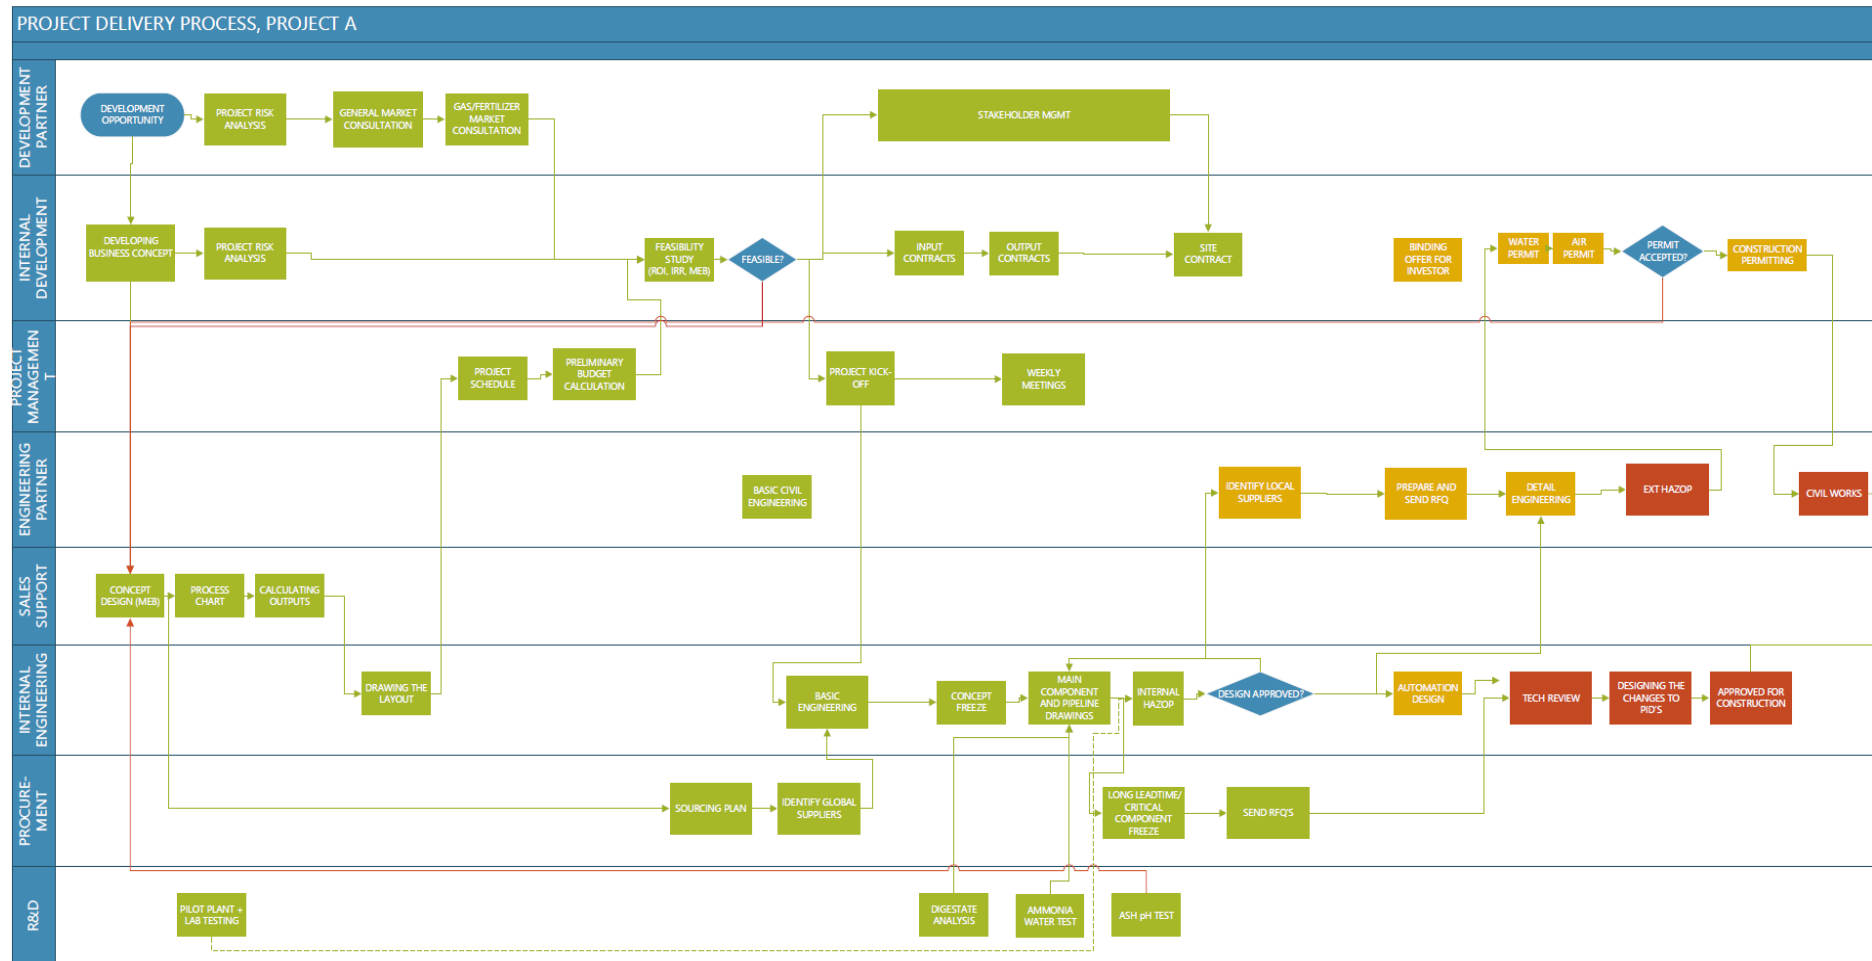 PROJECT DELIVERY PROCESS, PROJECT A
DEVELOPMENT
PARTNER
DEVELOPMENT
OPPORTUNITY
PROJECT RISK
ANALYSIS
GENERAL MARKET
CONSULTATION
GAS/FERTILIZER
MARKET
CONSULTATION
STAKEHOLDER MGMT
INTERNAL
DEVELOPMENT
DEVELOPING
BUSINESS CONCEPT
PROJECT RISK
ANALYSIS
FEASIBILITY
STUDY
(ROI, IRR, MEB)
FEASIBLE?
INPUT
CONTRACTS
OUTPUT
CONTRACTS
SITE
CONTRACT
BINDING
OFFER FOR
INVESTOR
WATER
PERMIT
AIR
PERMIT
PERMIT
ACCEPTED?
CONSTRUCTION
PERMITTING
PROJECT
MANAGEMEN
T
PROJECT
SCHEDULE
PRELIMINARY
BUDGET
CALCULATION
PROJECT KICK-
OFF
WEEKLY
MEETINGS
ENGINEERING
PARTNER
BASIC CIVIL
ENGINEERING
IDENTIFY LOCAL
SUPPLIERS
PREPARE AND
SEND RFQ
DETAIL
ENGINEERING
EXT HAZOP
CIVIL WORKS
SALES
SUPPORT
CONCEPT
DESIGN (MEB)
PROCESS
CHART
CALCULATING
OUTPUTS
INTERNAL
ENGINEERING
DRAWING THE
LAYOUT
BASIC
ENGINEERING
CONCEPT
FREEZE
MAIN
COMPONENT
AND PIPELINE
DRAWINGS
INTERNAL
HAZOP
DESIGN APPROVED?
AUTOMATION
DESIGN
TECH REVIEW
DESIGNING THE
CHANGES TO
PID'S
APPROVED FOR
CONSTRUCTION
PROCURE-
MENT
SOURCING PLAN
IDENTIFY GLOBAL
SUPPLIERS
LONG LEADTIME/
CRITICAL
COMPONENT
FREEZE
SEND RFQ'S
R&D
PILOT PLANT +
LAB TESTING
DIGESTATE
ANALYSIS
AMMONIA
WATER TEST
ASH pH TEST